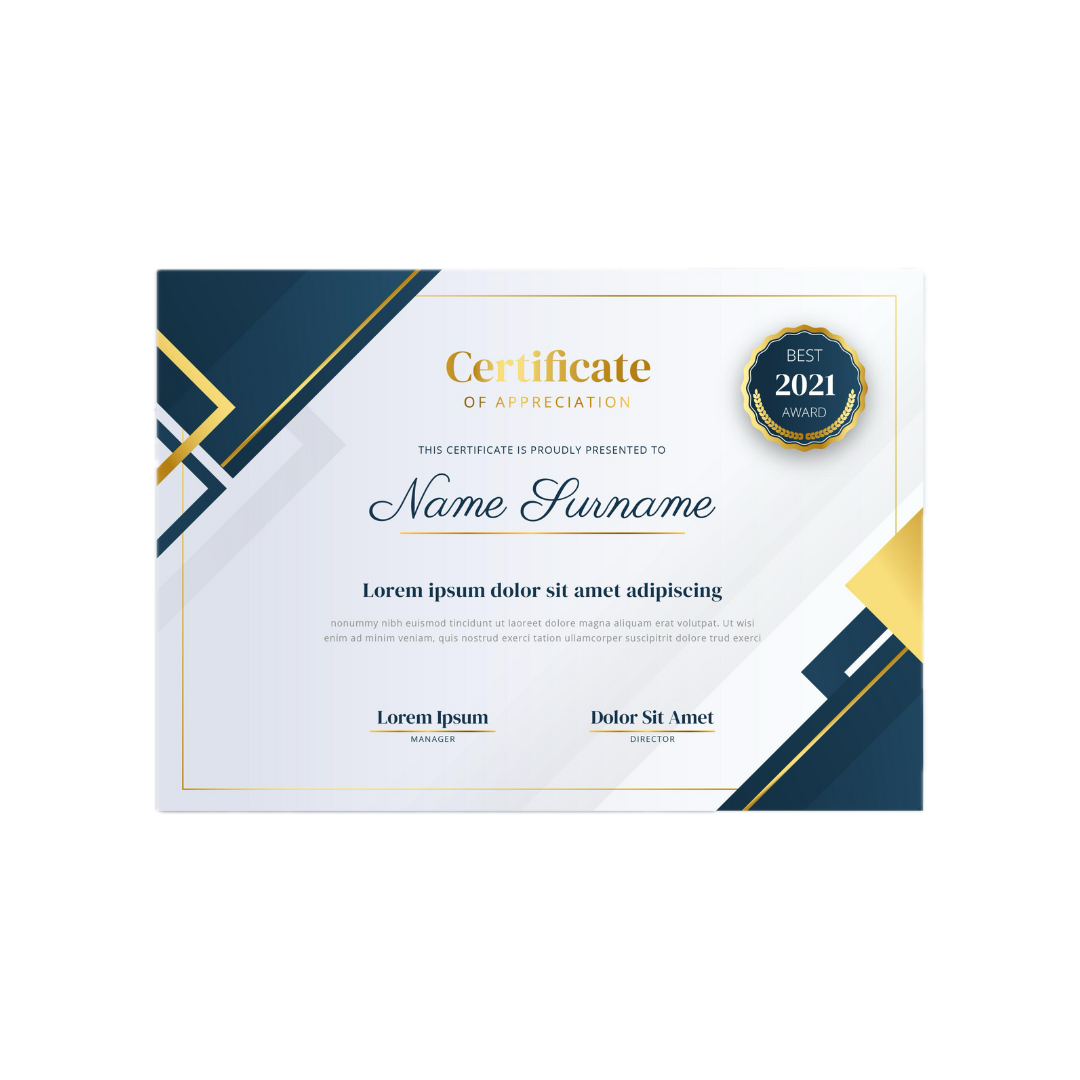 Certificate
OF APPRECIATION
BEST
2021
AWARD
THIS CERTIFICATE IS PROUDLY PRESENTED TO
Name Surname
Lorem ipsum dolor sit amet adipiscing
nonummy nibh euismod tincidunt ut laoreet dolore magna aliquam erat volutpat. Ut wisi
enim ad minim veniam, quis nostrud exerci tation ullamcorper suscipitrit dolore trud exerci
Lorem Ipsum
MANAGER
Dolor Sit Amet
DIRECTOR